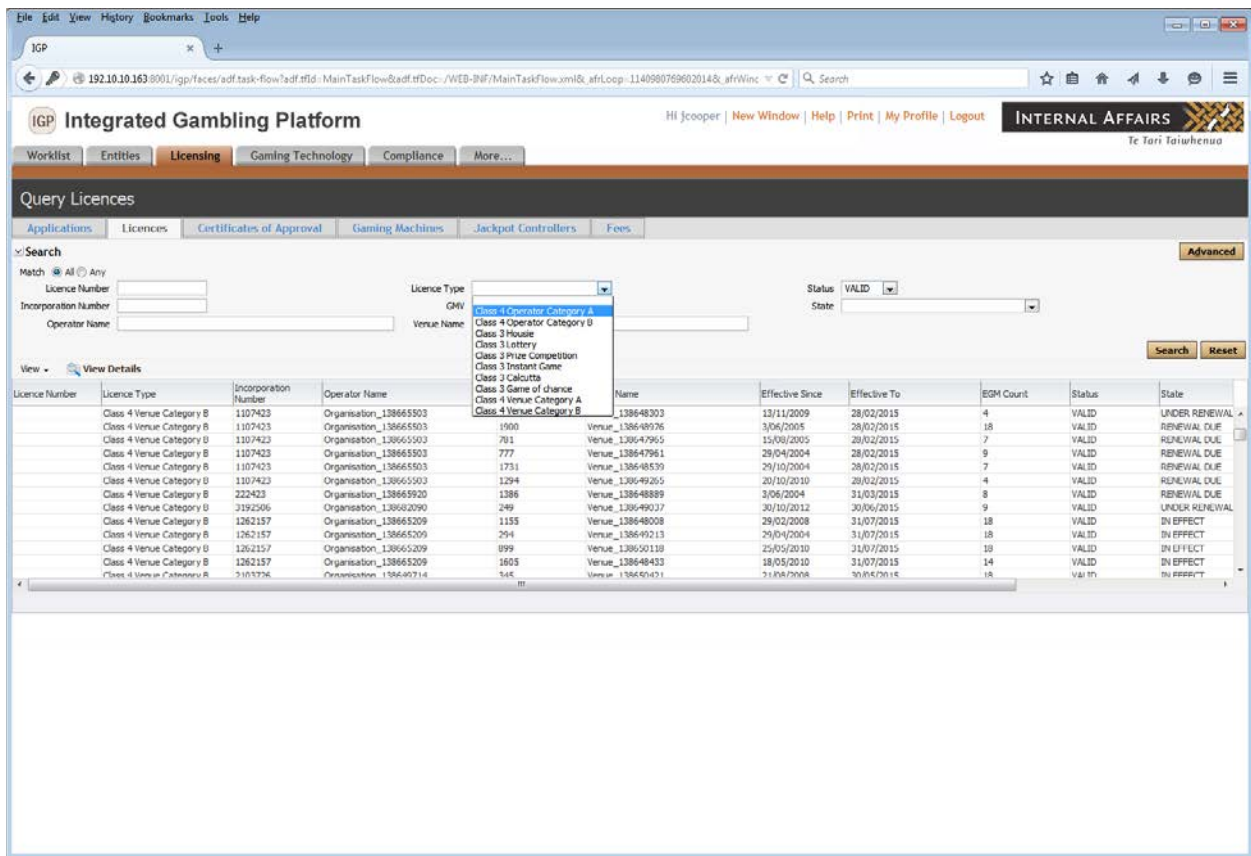 File Edit View History Bookmarks Tools Help
IGP × +
192.10.10.163:8001/igp/faces/adf.task-flow?adf.tfId=MainTaskFlow&adf.tfDoc=/WEB-INF/MainTaskFlow.xml&_afrLoop=1140980769602014&_afrWinc Search
IGP Integrated Gambling Platform
Hi jcooper | New Window | Help | Print | My Profile | Logout
INTERNAL AFFAIRS
Te Tari Taiwhenua
Worklist Entities Licensing Gaming Technology Compliance More...
Query Licences
Applications Licences Certificates of Approval Gaming Machines Jackpot Controllers Fees
Search Advanced
Match All Any
Licence Number Licence Type Status VALID
Incorporation Number GMV State
Operator Name Venue Name
Class 4 Operator Category A
Class 4 Operator Category B
Class 3 Housie
Class 3 Lottery
Class 3 Prize Competition
Class 3 Instant Game
Class 3 Calcutta
Class 3 Game of chance
Class 4 Venue Category A
Class 4 Venue Category B
Search Reset
View View Details
Licence Number Licence Type Incorporation Number Operator Name Name Effective Since Effective To EGM Count Status State
Class 4 Venue Category B 1107423 Organisation_138665503 _138648303 13/11/2009 28/02/2015 4 VALID UNDER RENEWAL
Class 4 Venue Category B 1107423 Organisation_138665503 1900 Venue_138648976 3/06/2005 28/02/2015 18 VALID RENEWAL DUE
Class 4 Venue Category B 1107423 Organisation_138665503 781 Venue_138647965 15/08/2005 28/02/2015 7 VALID RENEWAL DUE
Class 4 Venue Category B 1107423 Organisation_138665503 777 Venue_138647961 29/04/2004 28/02/2015 9 VALID RENEWAL DUE
Class 4 Venue Category B 1107423 Organisation_138665503 1731 Venue_138648539 29/10/2004 28/02/2015 7 VALID RENEWAL DUE
Class 4 Venue Category B 1107423 Organisation_138665503 1294 Venue_138649265 20/10/2010 28/02/2015 4 VALID RENEWAL DUE
Class 4 Venue Category B 222423 Organisation_138665920 1386 Venue_138648889 3/06/2004 31/03/2015 8 VALID RENEWAL DUE
Class 4 Venue Category B 3192506 Organisation_138682090 249 Venue_138649037 30/10/2012 30/06/2015 9 VALID UNDER RENEWAL
Class 4 Venue Category B 1262157 Organisation_138665209 1155 Venue_138648008 29/02/2008 31/07/2015 18 VALID IN EFFECT
Class 4 Venue Category B 1262157 Organisation_138665209 294 Venue_138649213 29/04/2004 31/07/2015 18 VALID IN EFFECT
Class 4 Venue Category B 1262157 Organisation_138665209 899 Venue_138650118 25/05/2010 31/07/2015 18 VALID IN EFFECT
Class 4 Venue Category B 1262157 Organisation_138665209 1605 Venue_138648433 18/05/2010 31/07/2015 14 VALID IN EFFECT
Class 4 Venue Category B 2103726 Organisation_138649714 345 Venue_138650421 21/08/2008 30/05/2015 18 VALID IN EFFECT